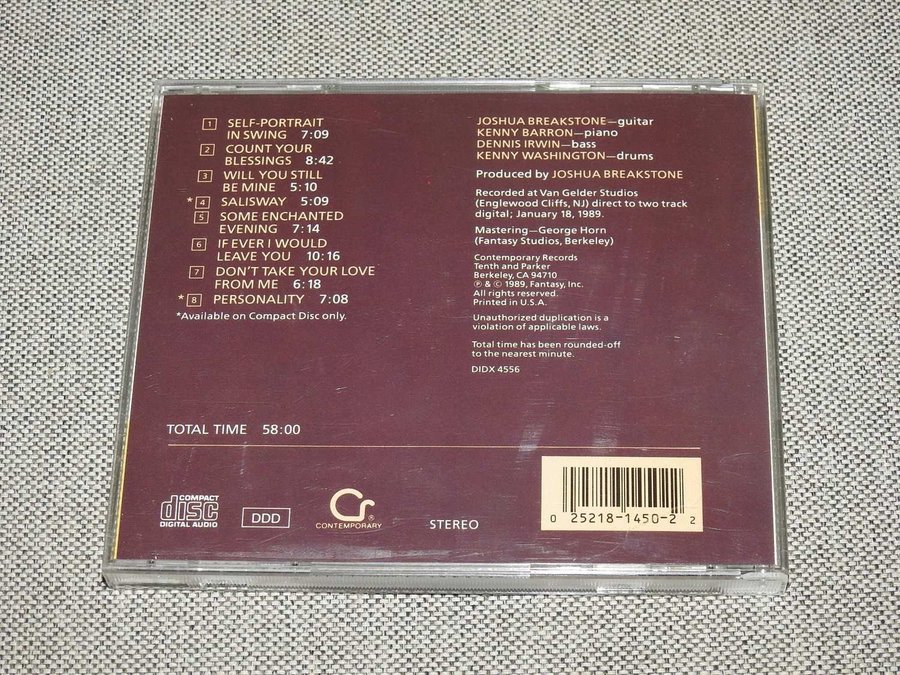 1 SELF-PORTRAIT
IN SWING 7:09
2 COUNT YOUR
BLESSINGS 8:42
3 WILL YOU STILL
BE MINE 5:10
*4 SALISWAY 5:09
5 SOME ENCHANTED
EVENING 7:14
6 IF EVER I WOULD
LEAVE YOU 10:16
7 DON'T TAKE YOUR LOVE
FROM ME 6:18
*8 PERSONALITY 7:08
*Available on Compact Disc only.
TOTAL TIME 58:00
JOSHUA BREAKSTONE—guitar
KENNY BARRON—piano
DENNIS IRWIN—bass
KENNY WASHINGTON—drums
Produced by JOSHUA BREAKSTONE
Recorded at Van Gelder Studios
(Englewood Cliffs, NJ) direct to two track
digital; January 18, 1989.
Mastering—George Horn
(Fantasy Studios, Berkeley)
Contemporary Records
Tenth and Parker
Berkeley, CA 94710
℗ & © 1989, Fantasy, Inc.
All rights reserved.
Printed in U.S.A.
Unauthorized duplication is a
violation of applicable laws.
Total time has been rounded-off
to the nearest minute.
DIDX 4556
COMPACT
disc
DIGITAL AUDIO
DDD
Cr®
CONTEMPORARY
STEREO
0 25218-1450-2 2